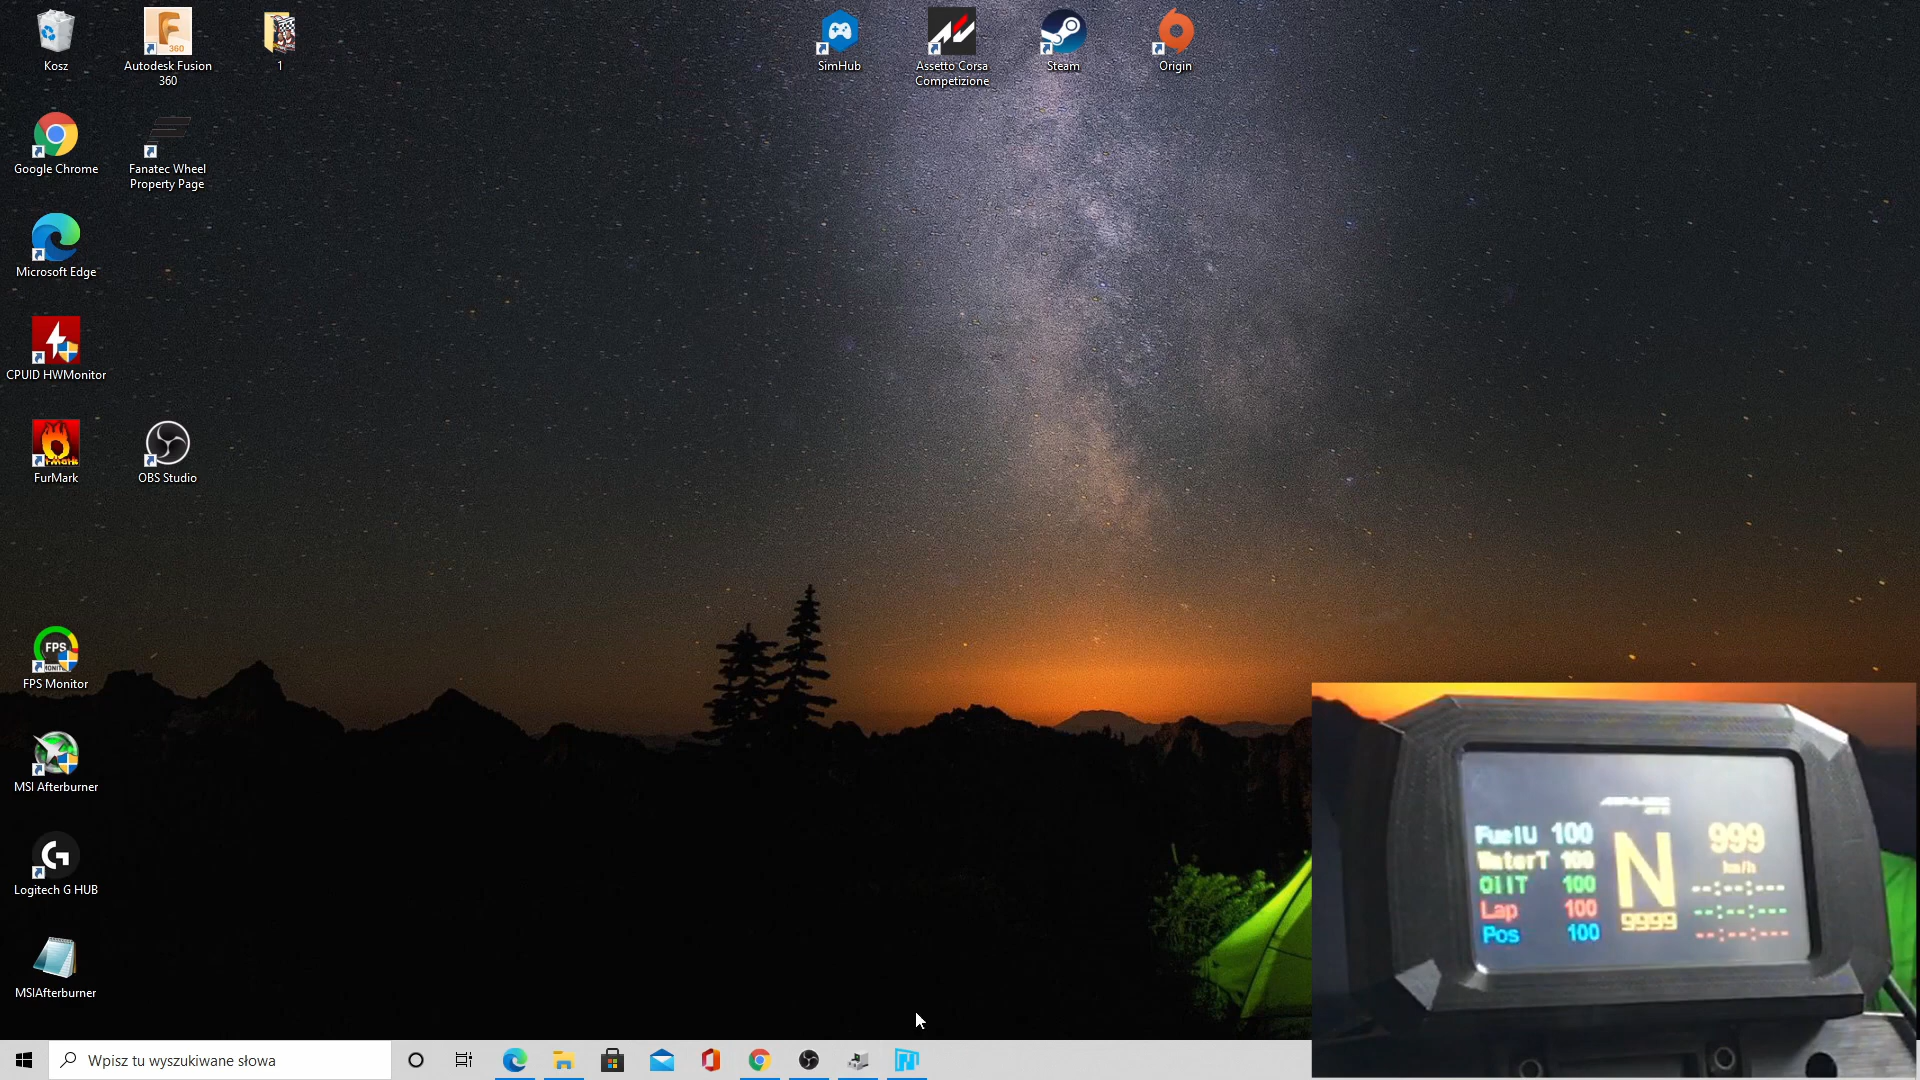 Kosz
Autodesk Fusion
360
1
SimHub
Assetto Corsa
Competizione
Steam
Origin
Google Chrome
Fanatec Wheel
Property Page
Microsoft Edge
CPUID HWMonitor
FurMark
OBS Studio
FPS
FPS Monitor
MSI Afterburner
Logitech G HUB
MSIAfterburner
FuelU 100
WaterT 100
OilT 100
Lap 100
Pos 100
N
9999
999
km/h
--:--:---
--:--:---
--:--:---
Wpisz tu wyszukiwane słowa